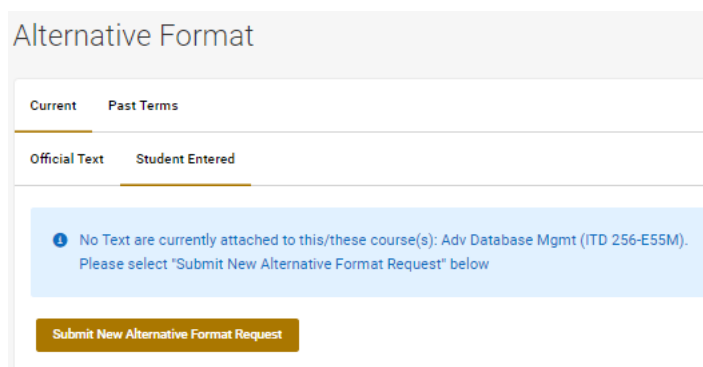 Alternative Format
Current Past Terms
Official Text Student Entered
No Text are currently attached to this/these course(s): Adv Database Mgmt (ITD 256-E55M).
Please select "Submit New Alternative Format Request" below
Submit New Alternative Format Request